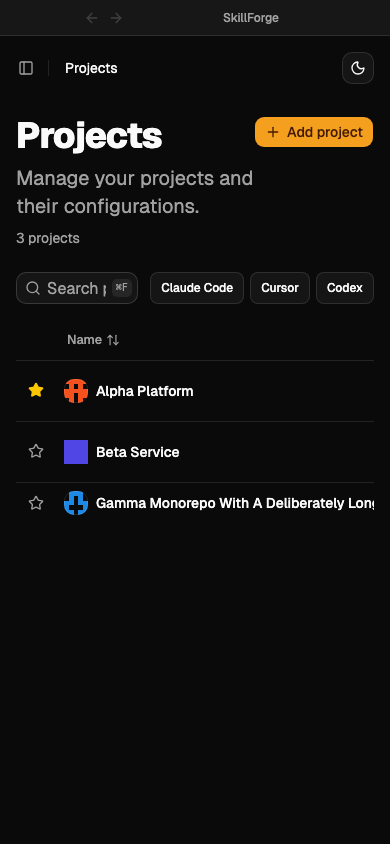 SkillForge
Projects
Projects
Add project
Manage your projects and
their configurations.
3 projects
Search
⌘F
Claude Code
Cursor
Codex
Name
Alpha Platform
Beta Service
Gamma Monorepo With A Deliberately Long